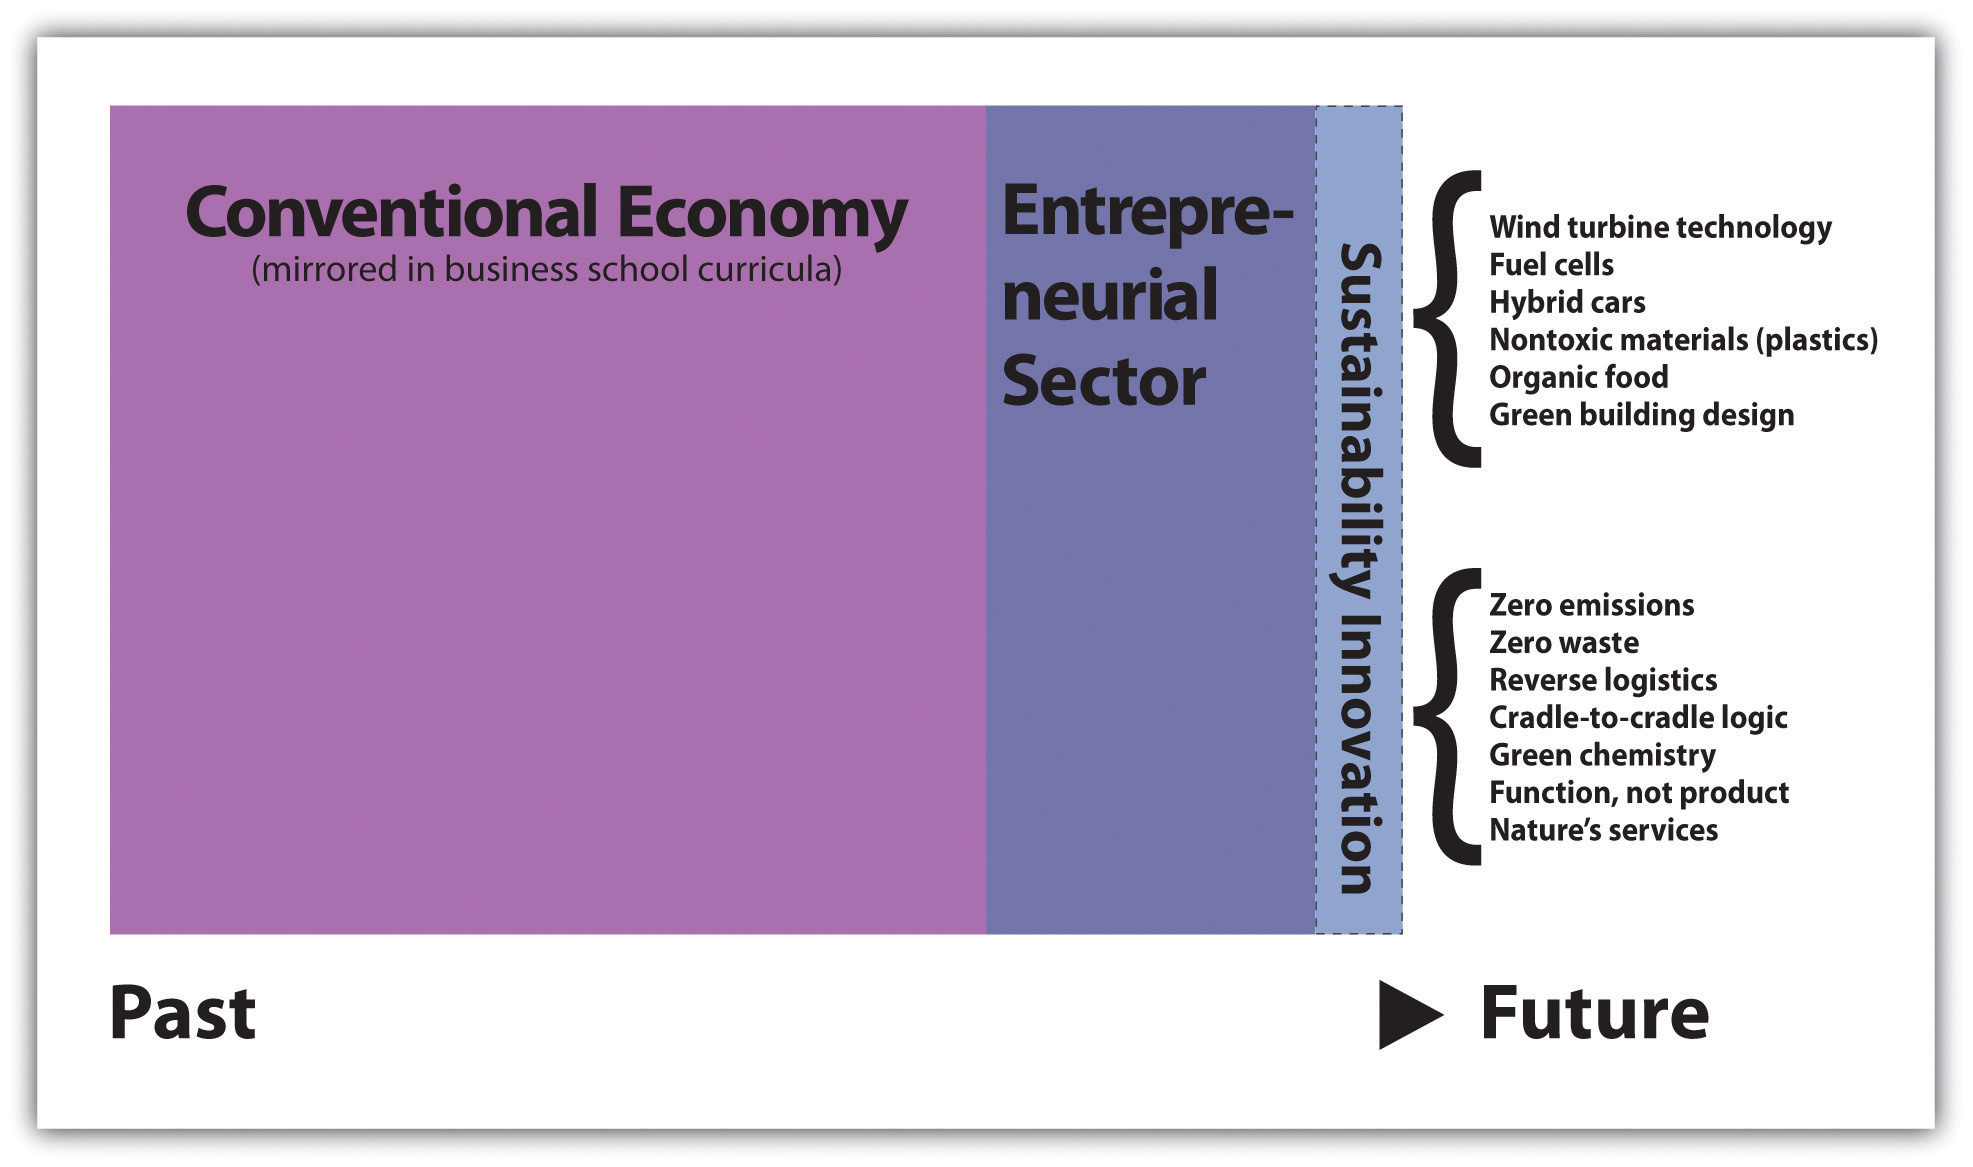 Conventional Economy
(mirrored in business school curricula)
Entrepre-
neurial
Sector
Sustainability Innovation
Wind turbine technology
Fuel cells
Hybrid cars
Nontoxic materials (plastics)
Organic food
Green building design
Zero emissions
Zero waste
Reverse logistics
Cradle-to-cradle logic
Green chemistry
Function, not product
Nature’s services
Past
Future